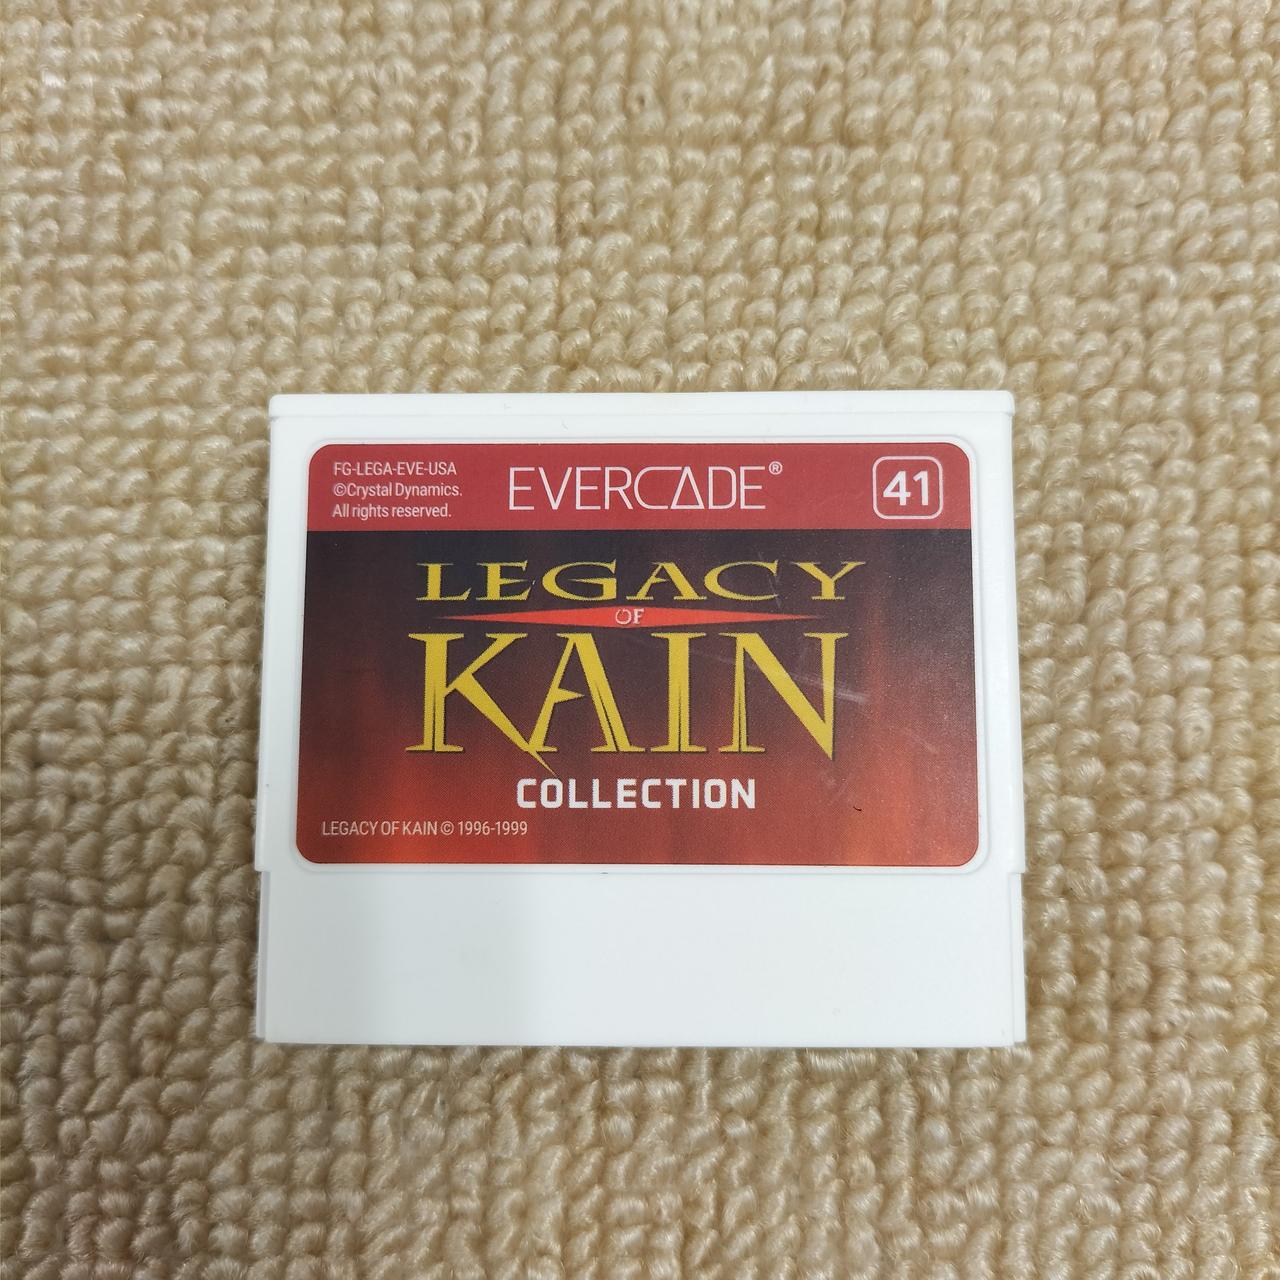 FG-LEGA-EVE-USA
©Crystal Dynamics.
All rights reserved.
EVERCADE®
41
LEGACY
OF
KAIN
COLLECTION
LEGACY OF KAIN © 1996-1999